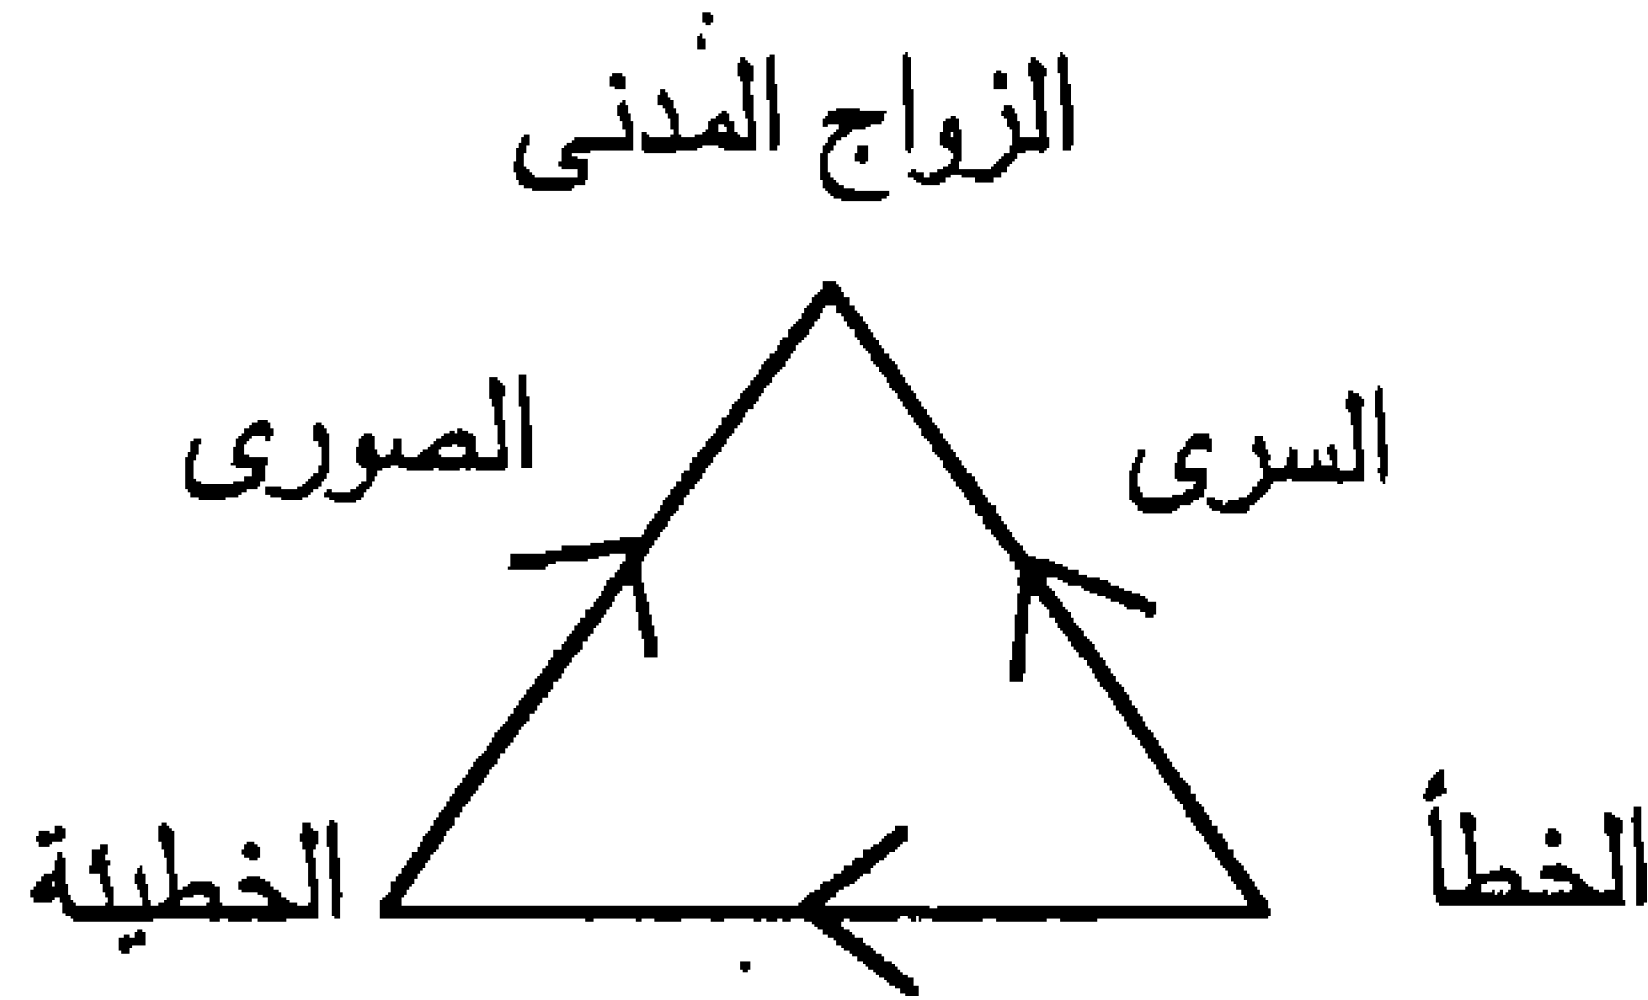 الزواج المدنى
السرى
الصورى
الخطأ
الخطيئة